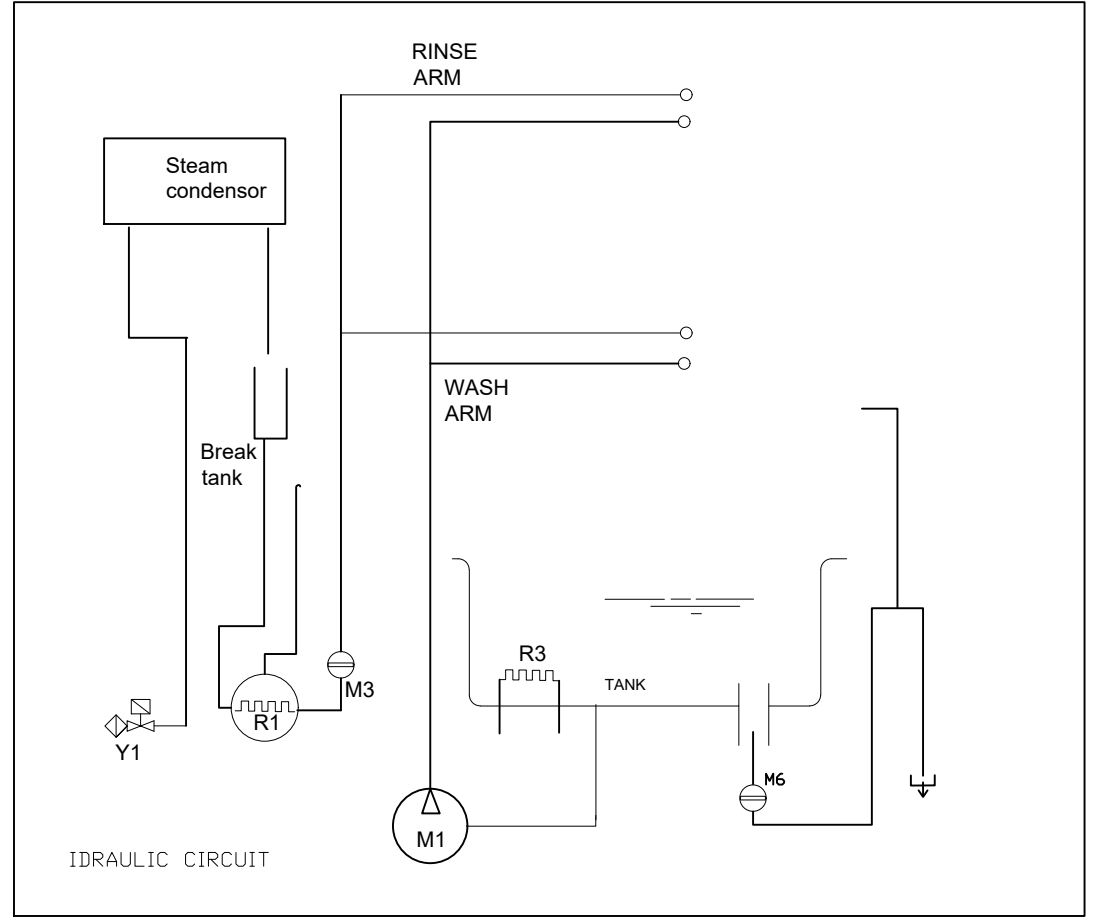 RINSE
ARM
Steam
condensor
WASH
ARM
Break
tank
R3
TANK
M3
R1
Y1
M6
M1
IDRAULIC CIRCUIT